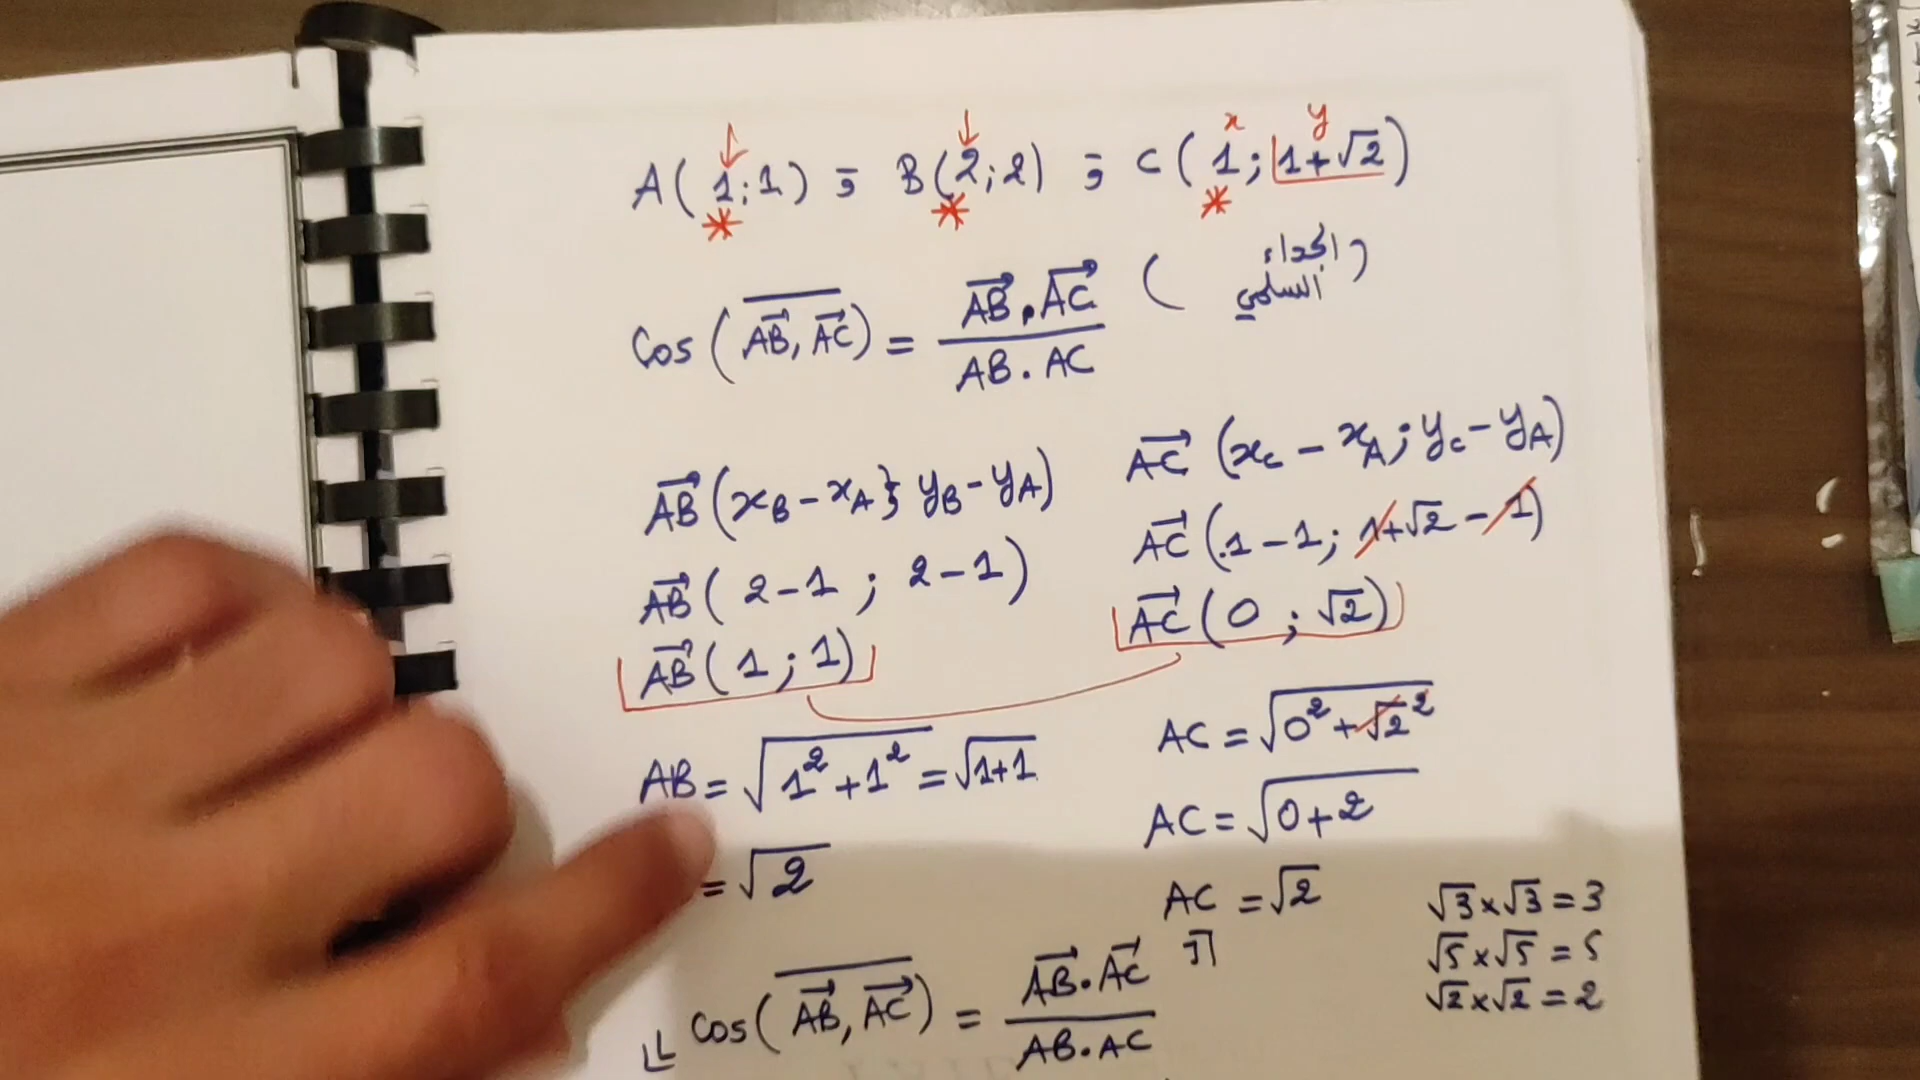 A(1;1) ; B(2;2) ; C(1;1+√2)
x y
Cos(AB, AC) = AB.AC / AB.AC (الجداء السلمي)
AB(xB-xA; yB-yA)
AB(2-1; 2-1)
AB(1;1)
AB = √1²+1² = √1+1
= √2
AC(xC-xA; yC-yA)
AC(1-1; 1+√2-1)
AC(0;√2)
AC = √0²+√2²
AC = √0+2
AC = √2
√3×√3=3
√5×√5=5
√2×√2=2
Cos(AB, AC) = AB.AC / AB.AC